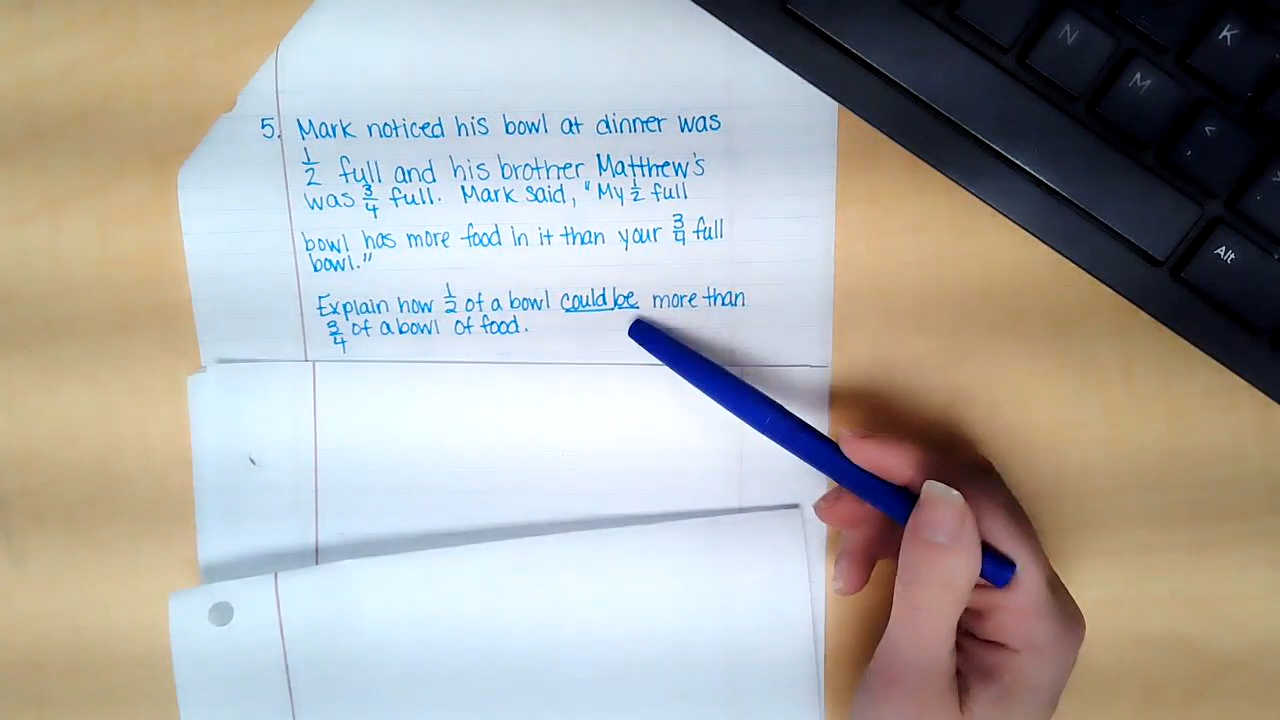 5. Mark noticed his bowl at dinner was
1/2 full and his brother Matthew's
was 3/4 full. Mark said, "My 1/2 full
bowl has more food in it than your 3/4 full
bowl."
Explain how 1/2 of a bowl could be more than
3/4 of a bowl of food.
N
M
K
<
,
Alt